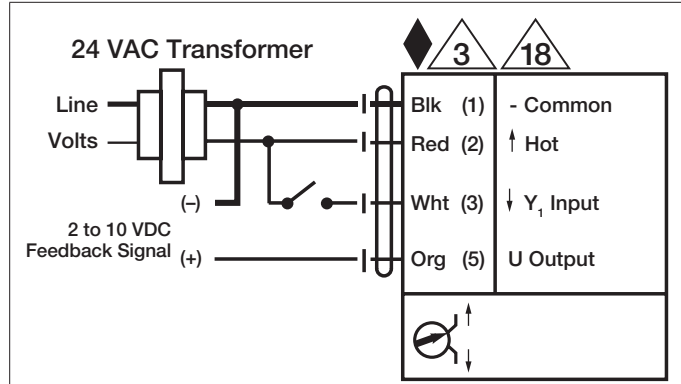 24 VAC Transformer
3 18
Line
Volts
Blk (1) - Common
Red (2) ↑ Hot
(–)
Wht (3) ↓ Y₁ Input
2 to 10 VDC
Feedback Signal (+)
Org (5) U Output